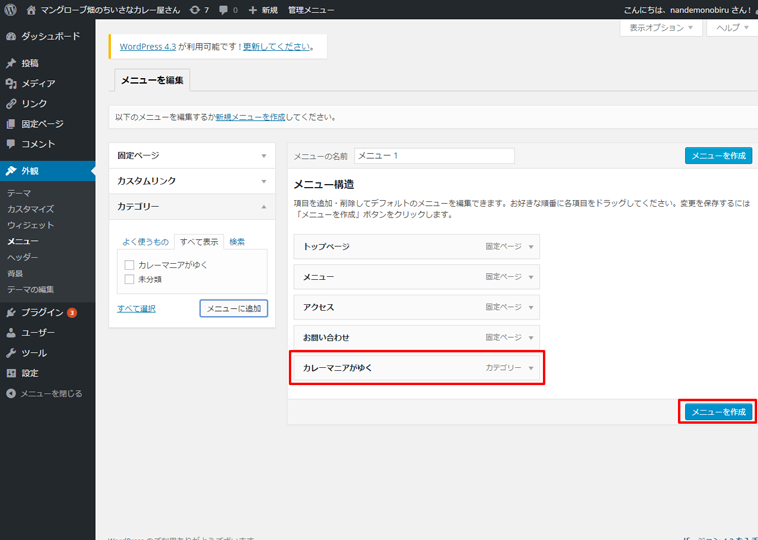 マングローブ畑のちいさなカレー屋さん 7 0 新規 管理メニュー こんにちは、nandemonobiru さん！
表示オプション ヘルプ
ダッシュボード
投稿
メディア
リンク
固定ページ
コメント
外観
テーマ
カスタマイズ
ウィジェット
メニュー
ヘッダー
背景
テーマの編集
プラグイン 3
ユーザー
ツール
設定
メニューを閉じる
WordPress 4.3 が利用可能です ! 更新してください。
メニューを編集
以下のメニューを編集するか新規メニューを作成してください。
固定ページ
カスタムリンク
カテゴリー
よく使うもの すべて表示 検索
カレーマニアがゆく
未分類
すべて選択 メニューに追加
メニューの名前 メニュー 1 メニューを作成
メニュー構造
項目を追加・削除してデフォルトのメニューを編集できます。お好きな順番に各項目をドラッグしてください。変更を保存するには
「メニューを作成」ボタンをクリックします。
トップページ 固定ページ
メニュー 固定ページ
アクセス 固定ページ
お問い合わせ 固定ページ
カレーマニアがゆく カテゴリー
メニューを作成